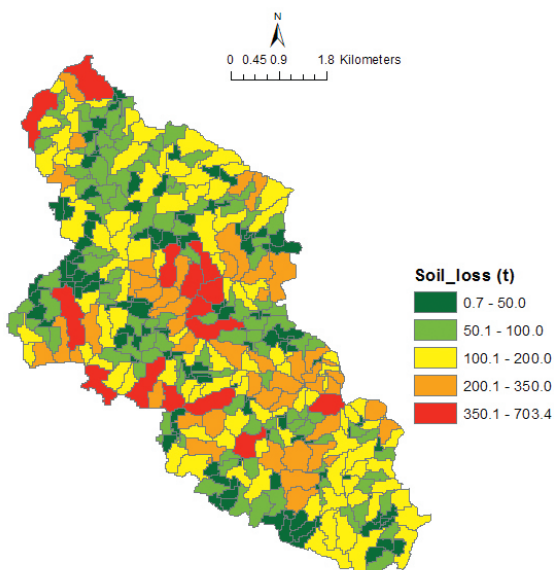 N
0 0.45 0.9 1.8 Kilometers
Soil_loss (t)
0.7 - 50.0
50.1 - 100.0
100.1 - 200.0
200.1 - 350.0
350.1 - 703.4